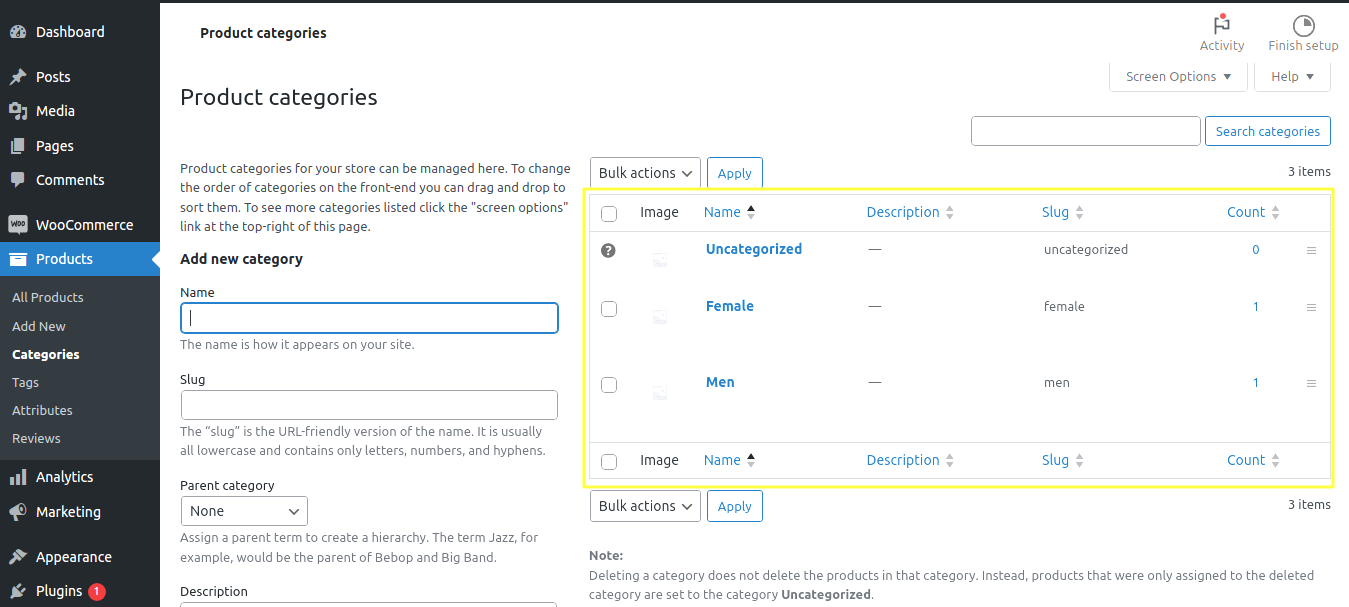 Dashboard
Posts
Media
Pages
Comments
WOO
WooCommerce
Products
All Products
Add New
Categories
Tags
Attributes
Reviews
Analytics
Marketing
Appearance
Plugins 1
Product categories
Activity
Finish setup
Screen Options
Help
Product categories
Search categories
Product categories for your store can be managed here. To change
the order of categories on the front-end you can drag and drop to
sort them. To see more categories listed click the "screen options"
link at the top-right of this page.
Add new category
Name
The name is how it appears on your site.
Slug
The “slug” is the URL-friendly version of the name. It is usually
all lowercase and contains only letters, numbers, and hyphens.
Parent category
None
Assign a parent term to create a hierarchy. The term Jazz, for
example, would be the parent of Bebop and Big Band.
Description
Bulk actions Apply 3 items
Image Name Description Slug Count
? Uncategorized — uncategorized 0
Female — female 1
Men — men 1
Image Name Description Slug Count
Bulk actions Apply 3 items
Note:
Deleting a category does not delete the products in that category. Instead, products that were only assigned to the deleted
category are set to the category Uncategorized.